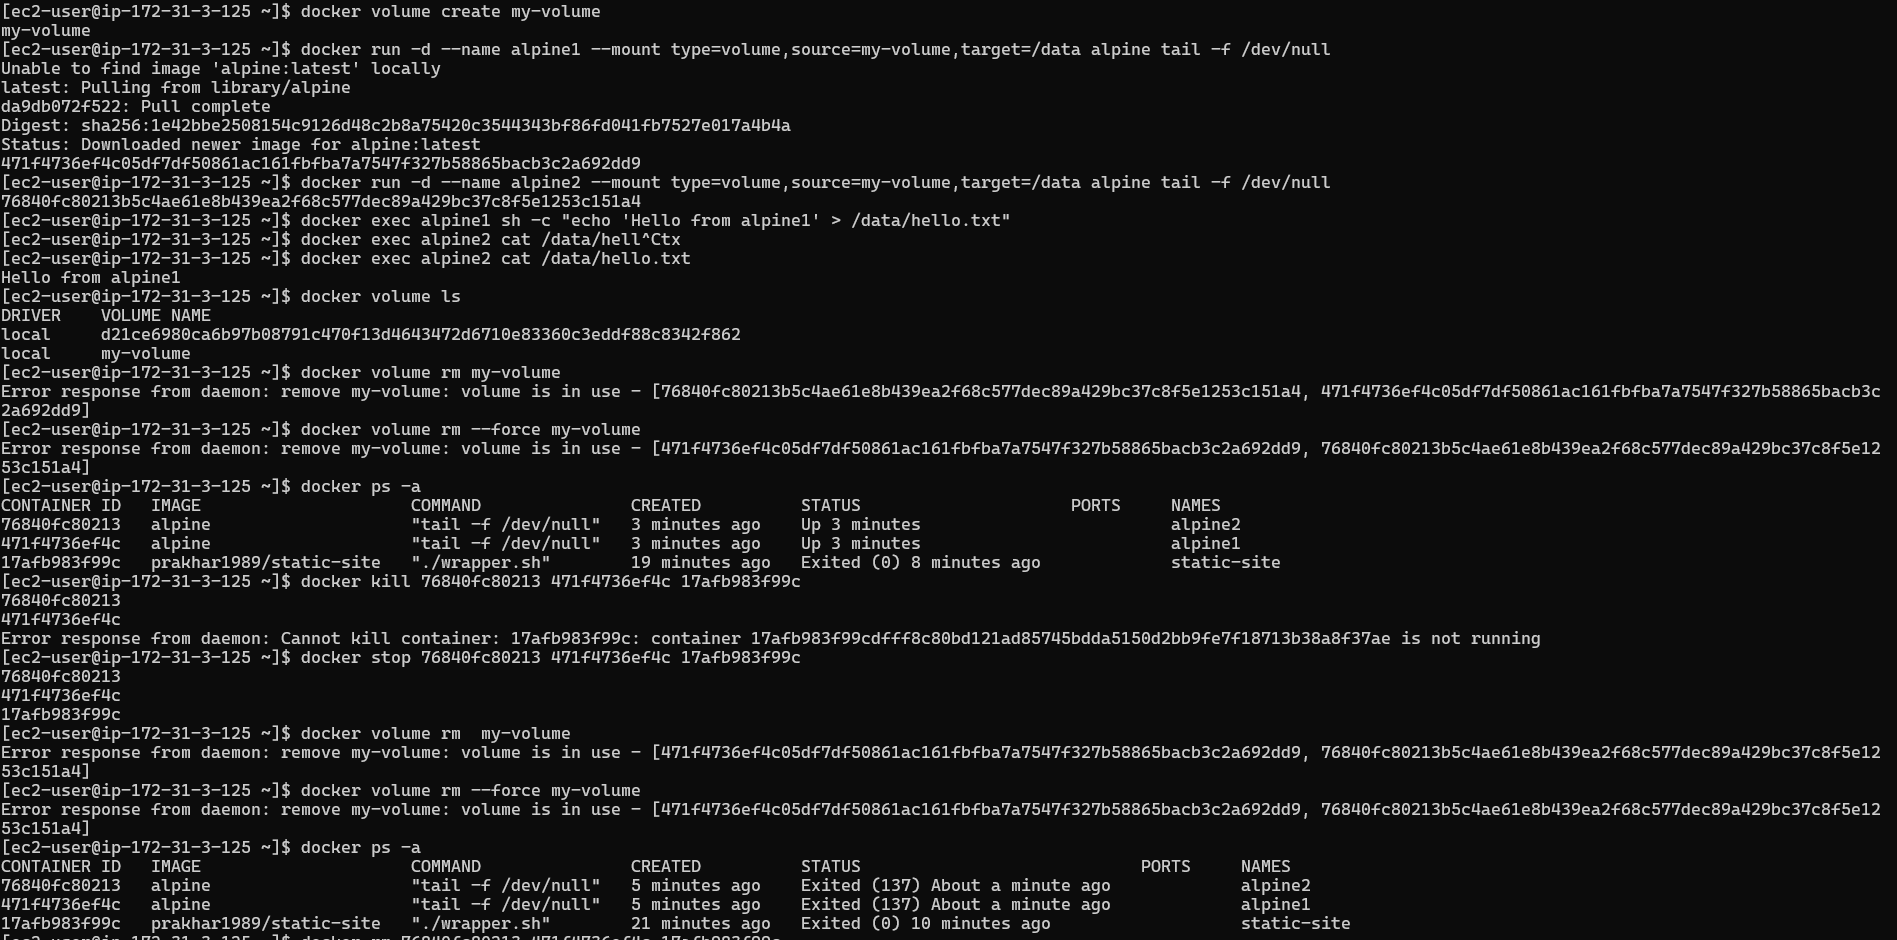 [ec2-user@ip-172-31-3-125 ~]$ docker volume create my-volume
my-volume
[ec2-user@ip-172-31-3-125 ~]$ docker run -d --name alpine1 --mount type=volume,source=my-volume,target=/data alpine tail -f /dev/null
Unable to find image 'alpine:latest' locally
latest: Pulling from library/alpine
da9db072f522: Pull complete
Digest: sha256:1e42bbe2508154c9126d48c2b8a75420c3544343bf86fd041fb7527e017a4b4a
Status: Downloaded newer image for alpine:latest
471f4736ef4c05df7df50861ac161fbfba7a7547f327b58865bacb3c2a692dd9
[ec2-user@ip-172-31-3-125 ~]$ docker run -d --name alpine2 --mount type=volume,source=my-volume,target=/data alpine tail -f /dev/null
76840fc80213b5c4ae61e8b439ea2f68c577dec89a429bc37c8f5e1253c151a4
[ec2-user@ip-172-31-3-125 ~]$ docker exec alpine1 sh -c "echo 'Hello from alpine1' > /data/hello.txt"
[ec2-user@ip-172-31-3-125 ~]$ docker exec alpine2 cat /data/hell^Ctx
[ec2-user@ip-172-31-3-125 ~]$ docker exec alpine2 cat /data/hello.txt
Hello from alpine1
[ec2-user@ip-172-31-3-125 ~]$ docker volume ls
DRIVER    VOLUME NAME
local     d21ce6980ca6b97b08791c470f13d4643472d6710e83360c3eddf88c8342f862
local     my-volume
[ec2-user@ip-172-31-3-125 ~]$ docker volume rm my-volume
Error response from daemon: remove my-volume: volume is in use - [76840fc80213b5c4ae61e8b439ea2f68c577dec89a429bc37c8f5e1253c151a4, 471f4736ef4c05df7df50861ac161fbfba7a7547f327b58865bacb3c
2a692dd9]
[ec2-user@ip-172-31-3-125 ~]$ docker volume rm --force my-volume
Error response from daemon: remove my-volume: volume is in use - [471f4736ef4c05df7df50861ac161fbfba7a7547f327b58865bacb3c2a692dd9, 76840fc80213b5c4ae61e8b439ea2f68c577dec89a429bc37c8f5e12
53c151a4]
[ec2-user@ip-172-31-3-125 ~]$ docker ps -a
CONTAINER ID   IMAGE                     COMMAND               CREATED          STATUS                     PORTS     NAMES
76840fc80213   alpine                    "tail -f /dev/null"   3 minutes ago    Up 3 minutes                         alpine2
471f4736ef4c   alpine                    "tail -f /dev/null"   3 minutes ago    Up 3 minutes                         alpine1
17afb983f99c   prakhar1989/static-site   "./wrapper.sh"        19 minutes ago   Exited (0) 8 minutes ago             static-site
[ec2-user@ip-172-31-3-125 ~]$ docker kill 76840fc80213 471f4736ef4c 17afb983f99c
76840fc80213
471f4736ef4c
Error response from daemon: Cannot kill container: 17afb983f99c: container 17afb983f99cdfff8c80bd121ad85745bdda5150d2bb9fe7f18713b38a8f37ae is not running
[ec2-user@ip-172-31-3-125 ~]$ docker stop 76840fc80213 471f4736ef4c 17afb983f99c
76840fc80213
471f4736ef4c
17afb983f99c
[ec2-user@ip-172-31-3-125 ~]$ docker volume rm  my-volume
Error response from daemon: remove my-volume: volume is in use - [471f4736ef4c05df7df50861ac161fbfba7a7547f327b58865bacb3c2a692dd9, 76840fc80213b5c4ae61e8b439ea2f68c577dec89a429bc37c8f5e12
53c151a4]
[ec2-user@ip-172-31-3-125 ~]$ docker volume rm --force my-volume
Error response from daemon: remove my-volume: volume is in use - [471f4736ef4c05df7df50861ac161fbfba7a7547f327b58865bacb3c2a692dd9, 76840fc80213b5c4ae61e8b439ea2f68c577dec89a429bc37c8f5e12
53c151a4]
[ec2-user@ip-172-31-3-125 ~]$ docker ps -a
CONTAINER ID   IMAGE                     COMMAND               CREATED          STATUS                            PORTS     NAMES
76840fc80213   alpine                    "tail -f /dev/null"   5 minutes ago    Exited (137) About a minute ago             alpine2
471f4736ef4c   alpine                    "tail -f /dev/null"   5 minutes ago    Exited (137) About a minute ago             alpine1
17afb983f99c   prakhar1989/static-site   "./wrapper.sh"        21 minutes ago   Exited (0) 10 minutes ago                   static-site
[ec2-user@ip-172-31-3-125 ~]$ docker rm 76840fc80213 471f4736ef4c 17afb983f99c